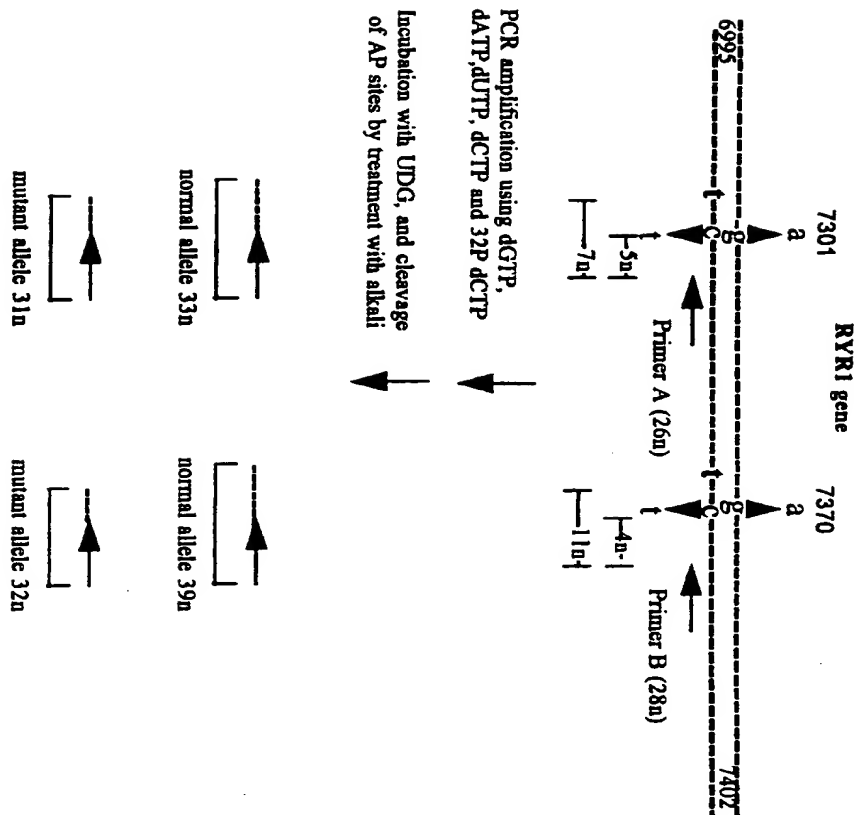 RYR1 gene
7301
7370
a
a
6995
g
g
7402
t
c
t
c
t
t
Primer A (26n)
Primer B (28n)
5n
4n-
7n
11n
PCR amplification using dGTP,
dATP,dUTP, dCTP and 32P dCTP
Incubation with UDG, and cleavage
of AP sites by treatment with alkali
normal allele 33n
normal allele 39n
mutant allele 31n
mutant allele 32n